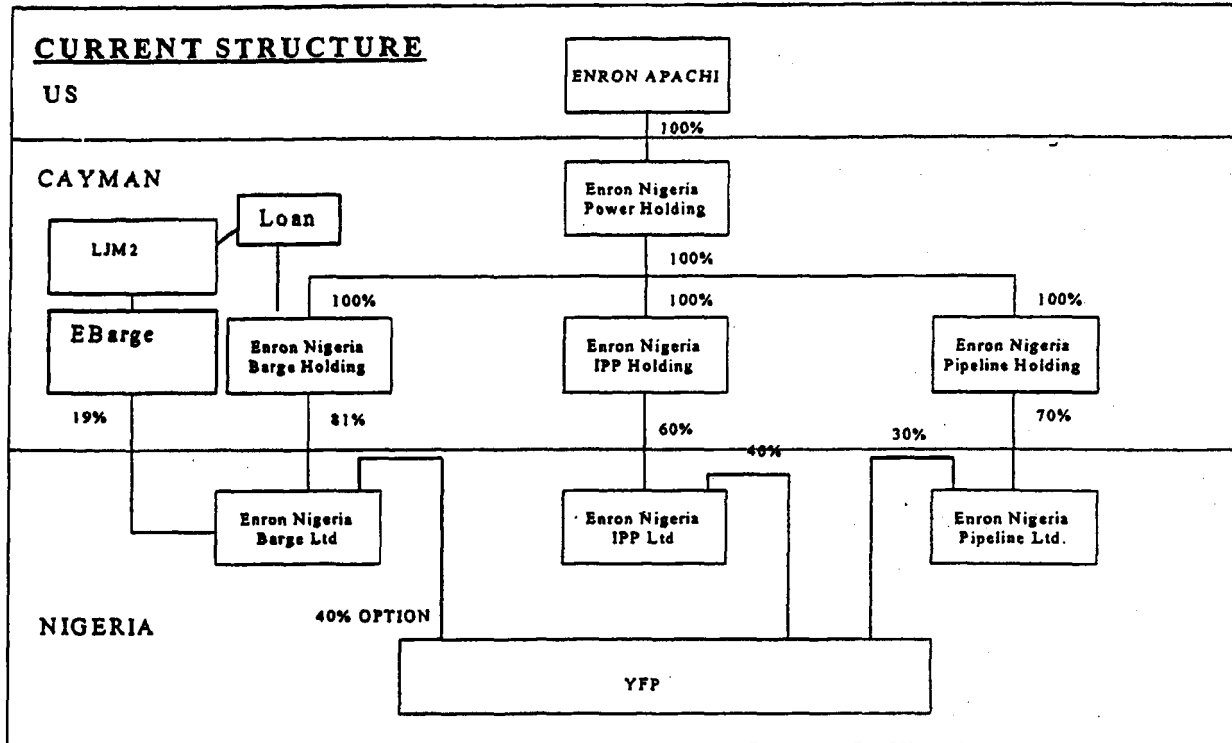 CURRENT STRUCTURE
US
ENRON APACHI
100%
CAYMAN
Enron Nigeria
Power Holding
Loan
LJM2
100%
100%
100%
100%
EBarge
Enron Nigeria
Barge Holding
Enron Nigeria
IPP Holding
Enron Nigeria
Pipeline Holding
19%
81%
60%
40%
30%
70%
Enron Nigeria
Barge Ltd
Enron Nigeria
IPP Ltd
Enron Nigeria
Pipeline Ltd.
40% OPTION
NIGERIA
YFP